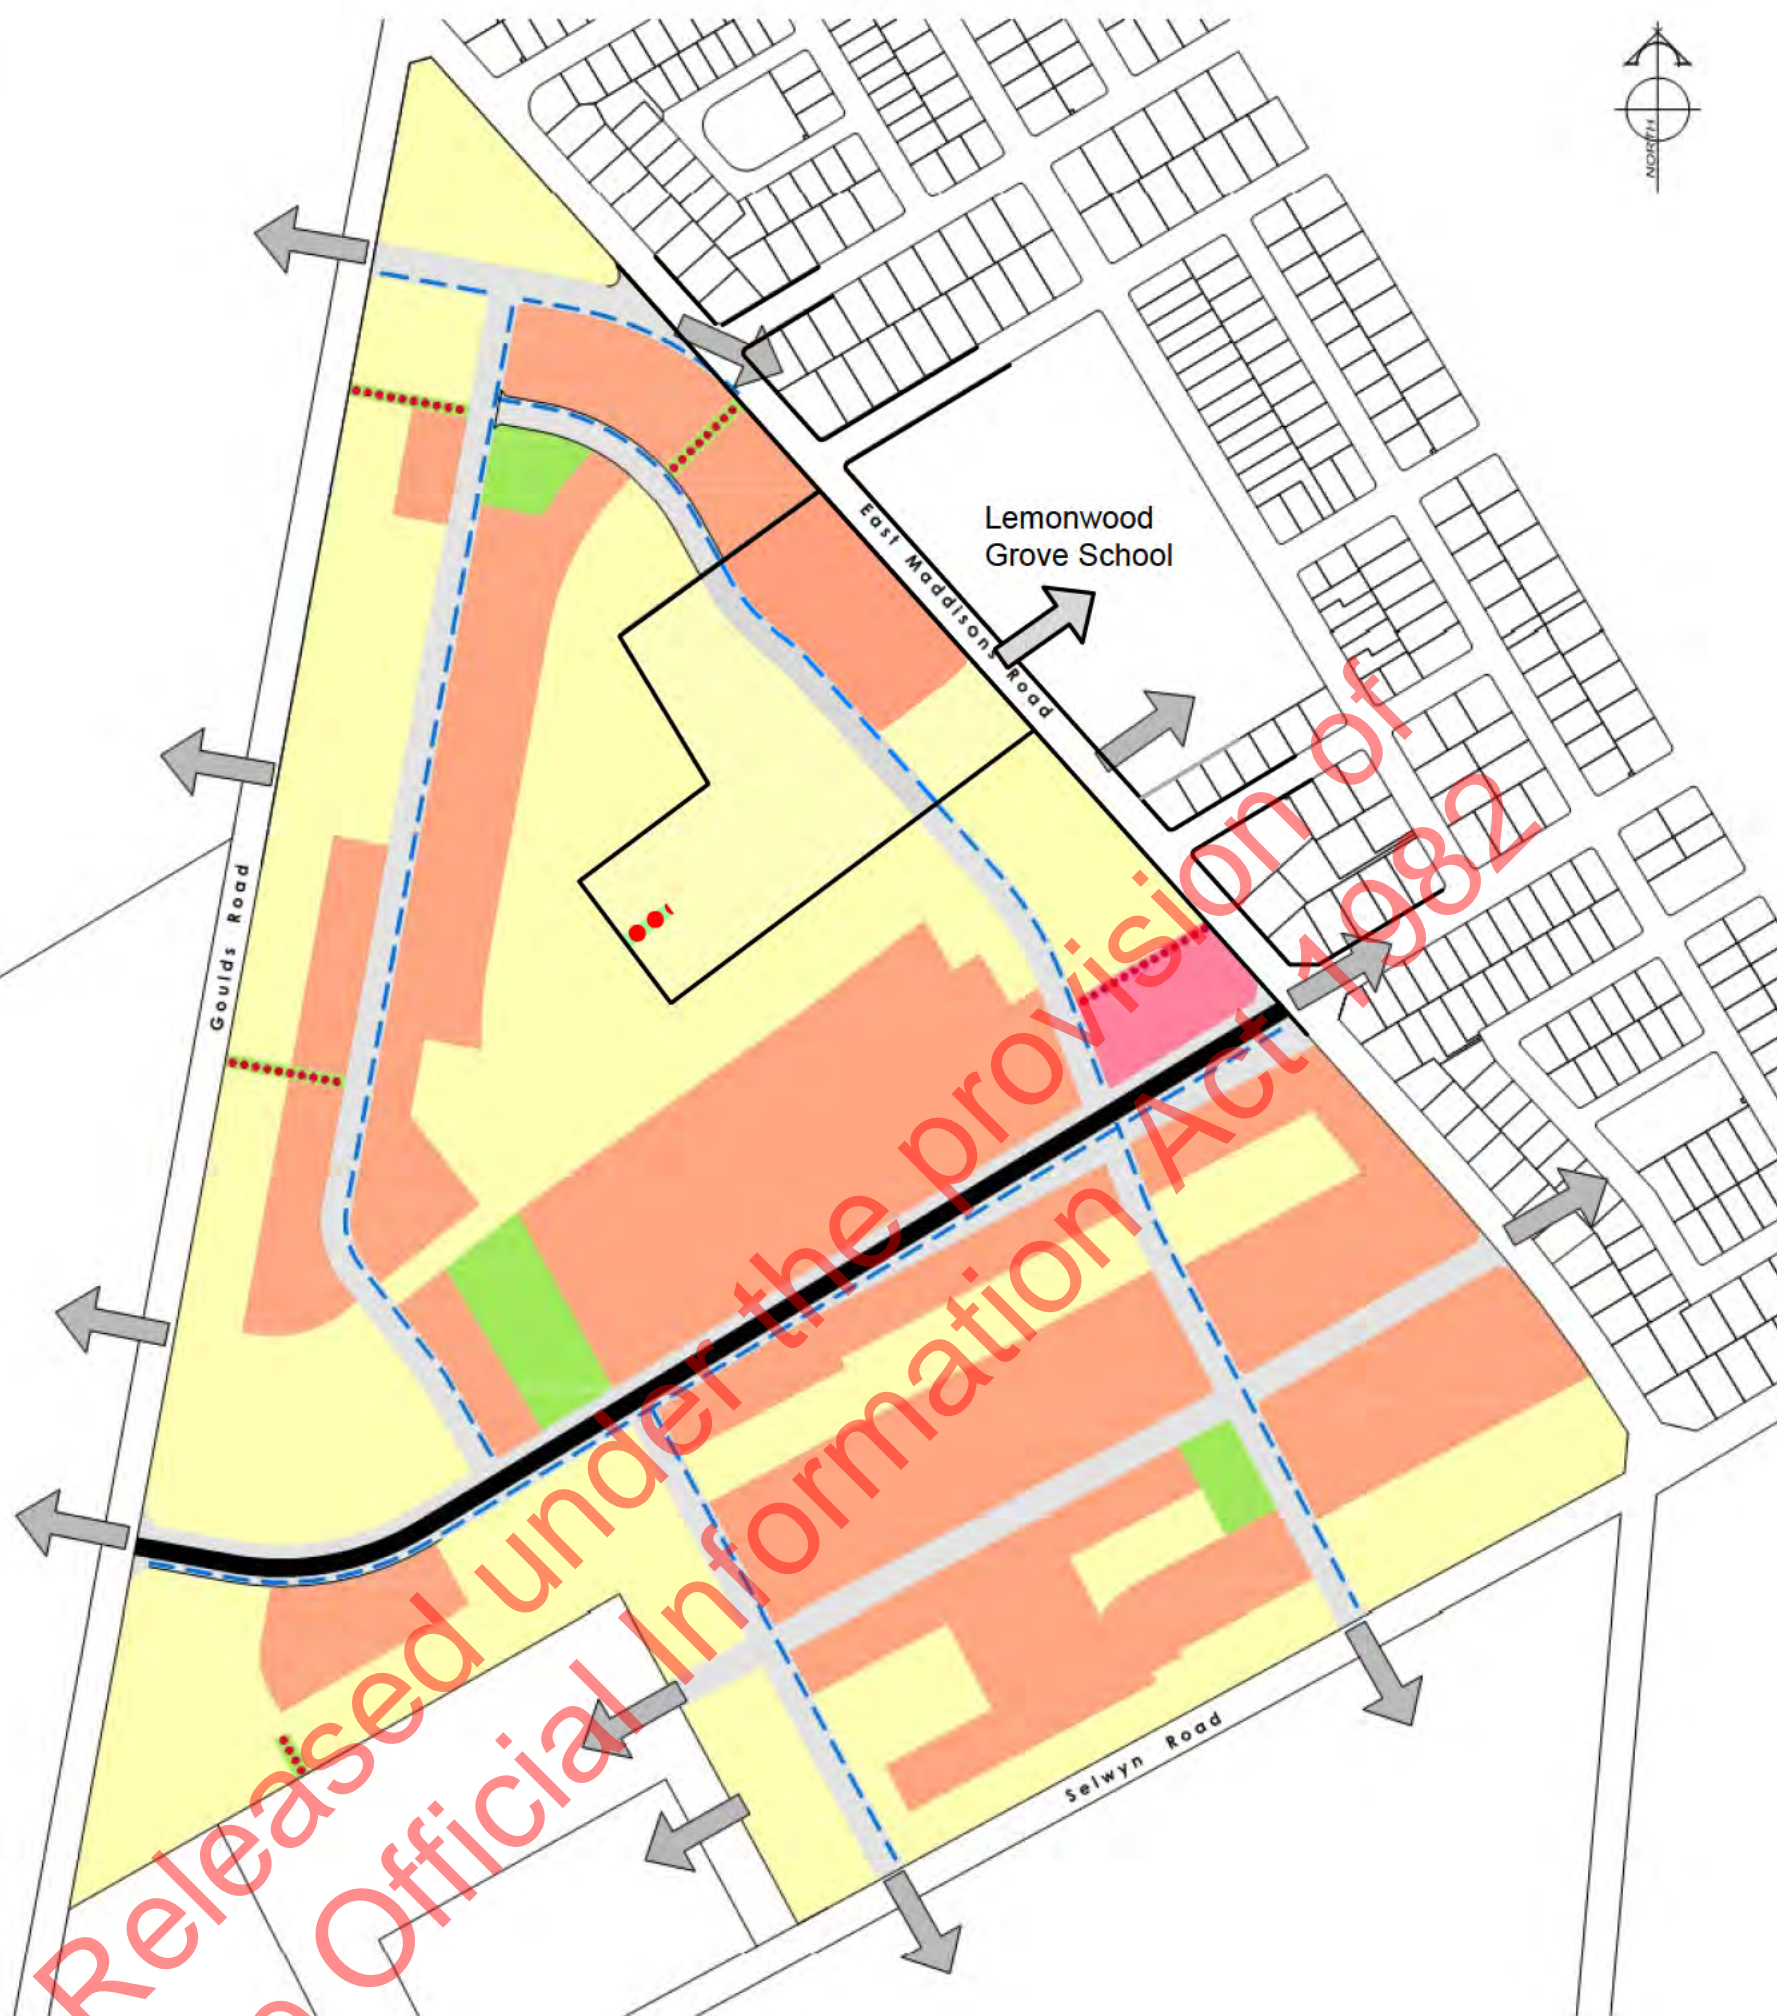 NORTH
Lemonwood
Grove School
East Maddisons Road
Goulds Road
Selwyn Road
Released under the provision of
Official Information Act 1982